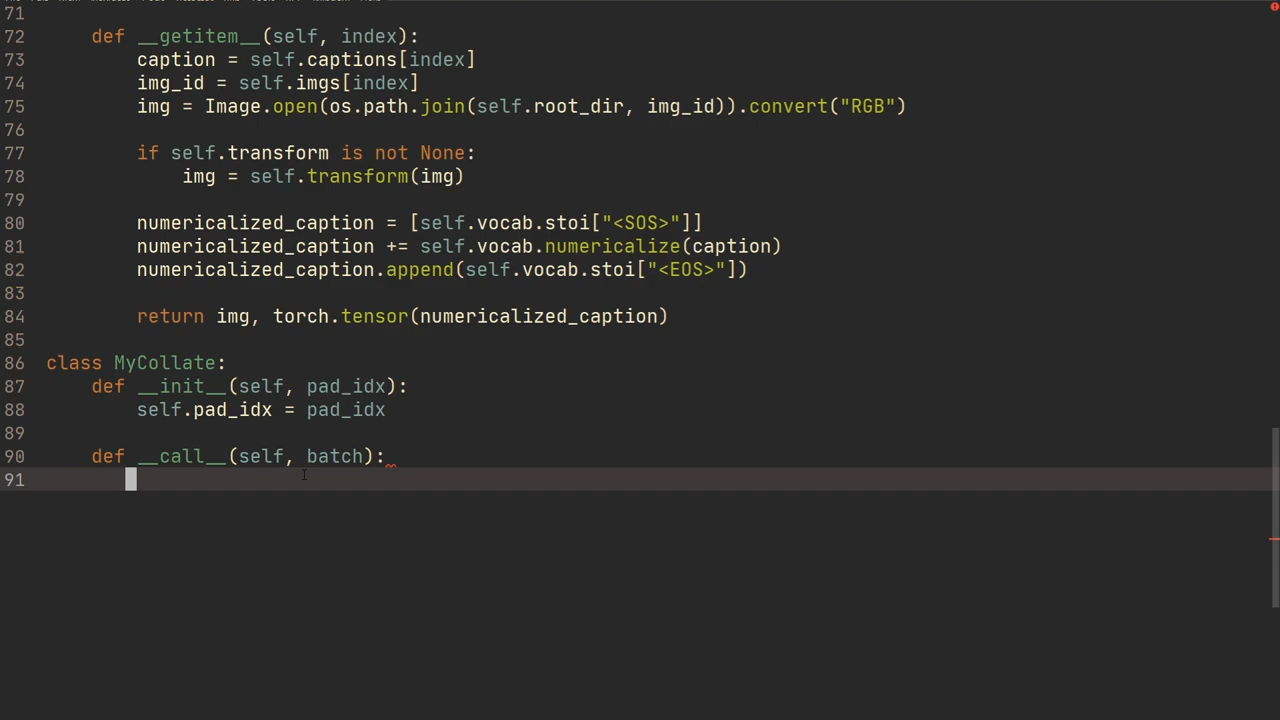 71
72 def __getitem__(self, index):
73 caption = self.captions[index]
74 img_id = self.imgs[index]
75 img = Image.open(os.path.join(self.root_dir, img_id)).convert("RGB")
76
77 if self.transform is not None:
78 img = self.transform(img)
79
80 numericalized_caption = [self.vocab.stoi["<SOS>"]]
81 numericalized_caption += self.vocab.numericalize(caption)
82 numericalized_caption.append(self.vocab.stoi["<EOS>"])
83
84 return img, torch.tensor(numericalized_caption)
85
86 class MyCollate:
87 def __init__(self, pad_idx):
88 self.pad_idx = pad_idx
89
90 def __call__(self, batch):
91